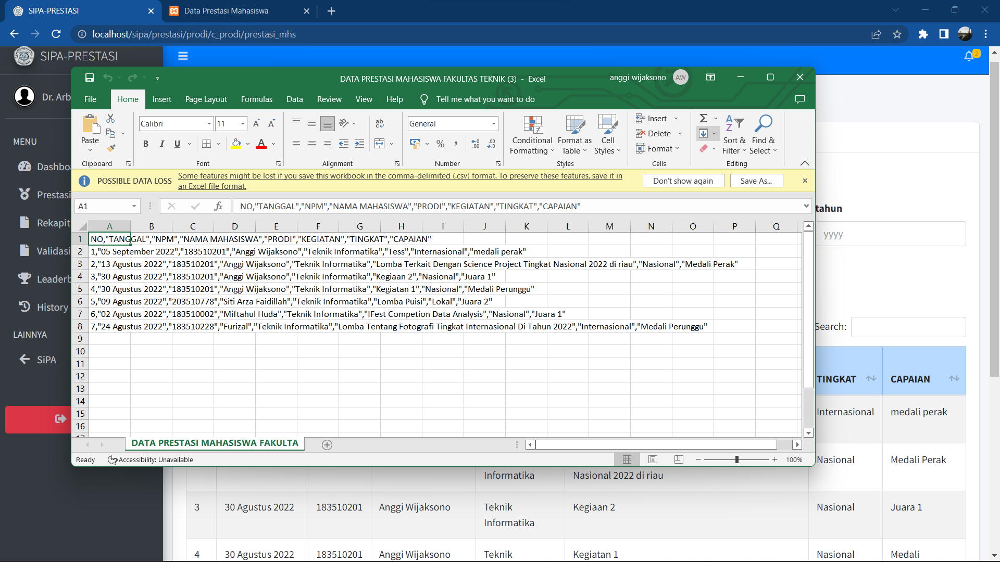 SIPA-PRESTASI
Data Prestasi Mahasiswa
localhost/sipa/prestasi/prodi/c_prodi/prestasi_mhs
SIPA-PRESTASI
2
Dr. Arb
MENU
Dashbo
Prestasi
Rekapit
Validasi
Leaderb
History
LAINNYA
SiPA
DATA PRESTASI MAHASISWA FAKULTAS TEKNIK (3) - Excel
anggi wijaksono
AW
File Home Insert Page Layout Formulas Data Review View Help Tell me what you want to do
Paste
Clipboard
Calibri 11
B I U
Font
ab
Alignment
General
% ,
Number
Conditional Formatting
Format as Table
Cell Styles
Styles
Insert
Delete
Format
Cells
Sort & Filter
Find & Select
Editing
POSSIBLE DATA LOSS
Some features might be lost if you save this workbook in the comma-delimited (.csv) format. To preserve these features, save it in
an Excel file format.
Don't show again
Save As...
A1
fx
NO,"TANGGAL","NPM","NAMA MAHASISWA","PRODI","KEGIATAN","TINGKAT","CAPAIAN"
A B C D E F G H I J K L M N O P Q
1 NO,"TANGGAL","NPM","NAMA MAHASISWA","PRODI","KEGIATAN","TINGKAT","CAPAIAN"
2 1,"05 September 2022","183510201","Anggi Wijaksono","Teknik Informatika","Tess","Internasional","medali perak"
3 2,"13 Agustus 2022","183510201","Anggi Wijaksono","Teknik Informatika","Lomba Terkait Dengan Science Project Tingkat Nasional 2022 di riau","Nasional","Medali Perak"
4 3,"30 Agustus 2022","183510201","Anggi Wijaksono","Teknik Informatika","Kegiaan 2","Nasional","Juara 1"
5 4,"30 Agustus 2022","183510201","Anggi Wijaksono","Teknik Informatika","Kegiatan 1","Nasional","Medali Perunggu"
6 5,"09 Agustus 2022","203510778","Siti Arza Faidillah","Teknik Informatika","Lomba Puisi","Lokal","Juara 2"
7 6,"02 Agustus 2022","183510002","Miftahul Huda","Teknik Informatika","IFest Competion Data Analysis","Nasional","Juara 1"
8 7,"24 Agustus 2022","183510228","Furizal","Teknik Informatika","Lomba Tentang Fotografi Tingkat Internasional Di Tahun 2022","Internasional","Medali Perunggu"
9
10
11
12
13
14
15
16
DATA PRESTASI MAHASISWA FAKULTA
Ready
Accessibility: Unavailable
100%
tahun
yyyy
Search:
TINGKAT CAPAIAN
Internasional medali perak
Nasional Medali Perak
Informatika Nasional 2022 di riau
3 30 Agustus 2022 183510201 Anggi Wijaksono Teknik Kegiaan 2 Nasional Juara 1
Informatika
4 30 Agustus 2022 183510201 Anggi Wijaksono Teknik Kegiatan 1 Nasional Medali